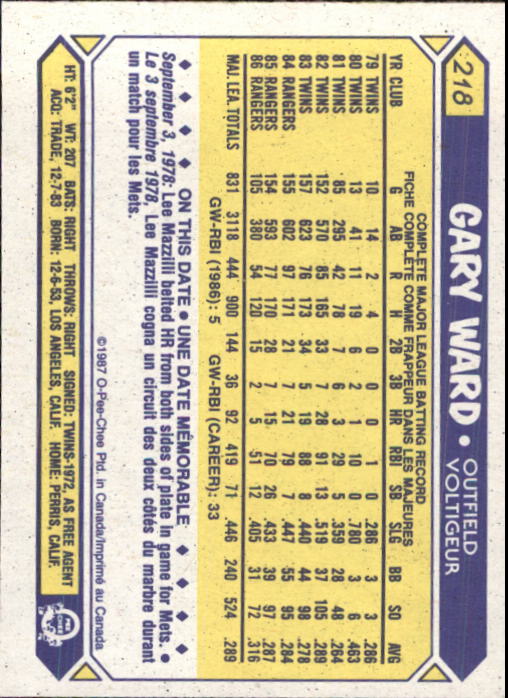 218
GARY WARD • OUTFIELD
VOLTIGEUR
COMPLETE MAJOR LEAGUE BATTING RECORD
FICHE COMPLÈTE COMME FRAPPEUR DANS LES MAJEURES
YR CLUB G AB R H 2B 3B HR RBI SB SLG BB SO AVG
79 TWINS 10 14 2 4 0 0 0 1 0 .286 3 3 .286
80 TWINS 13 41 11 19 6 2 1 10 0 .780 3 6 .463
81 TWINS 85 295 42 78 7 6 3 29 5 .359 28 48 .264
82 TWINS 152 570 85 165 33 7 28 91 13 .519 37 105 .289
83 TWINS 157 623 76 173 34 5 19 88 8 .440 44 98 .278
84 RANGERS 155 602 97 171 21 7 21 79 7 .447 55 95 .284
85 RANGERS 154 593 77 170 28 7 15 70 26 .433 39 97 .287
86 RANGERS 105 380 54 120 15 2 5 51 12 .405 31 72 .316
MAJ. LEA. TOTALS 831 3118 444 900 144 36 92 419 71 .446 240 524 .289
GW-RBI (1986): 5 GW-RBI (CAREER): 33
ON THIS DATE • UNE DATE MÉMORABLE
September 3, 1978: Lee Mazzilli belted HR from both sides of plate in game for Mets. •
Le 3 septembre 1978, Lee Mazzilli cogna un circuit des deux côtés du marbre durant
un match pour les Mets.
©1987 O-Pee-Chee Ptd. in Canada/Imprimé au Canada
HT: 6'2" WT: 207 BATS: RIGHT THROWS: RIGHT SIGNED: TWINS-1972, AS FREE AGENT
ACQ: TRADE, 12-7-83 BORN: 12-6-53, LOS ANGELES, CALIF. HOME: PERRIS, CALIF.
O PEE CHEE